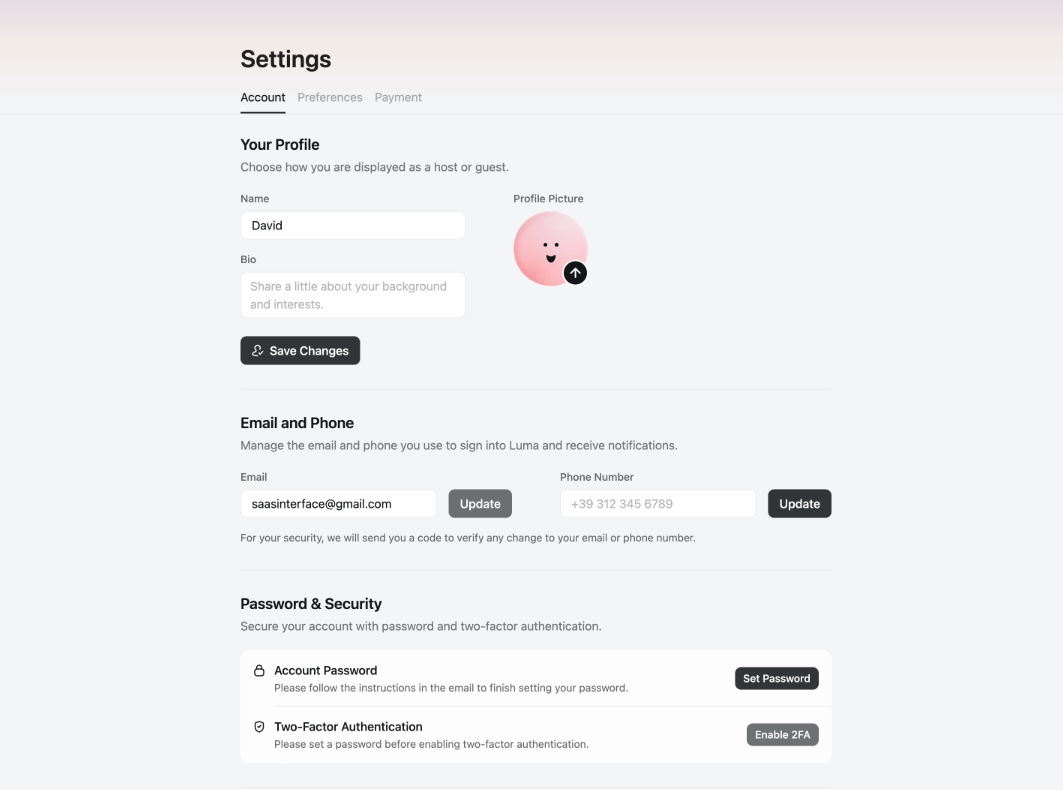 Settings
Account Preferences Payment
Your Profile
Choose how you are displayed as a host or guest.
Name
Profile Picture
David
Bio
Share a little about your background
and interests.
Save Changes
Email and Phone
Manage the email and phone you use to sign into Luma and receive notifications.
Email
Phone Number
saasinterface@gmail.com
Update
+39 312 345 6789
Update
For your security, we will send you a code to verify any change to your email or phone number.
Password & Security
Secure your account with password and two-factor authentication.
Account Password
Please follow the instructions in the email to finish setting your password.
Set Password
Two-Factor Authentication
Please set a password before enabling two-factor authentication.
Enable 2FA